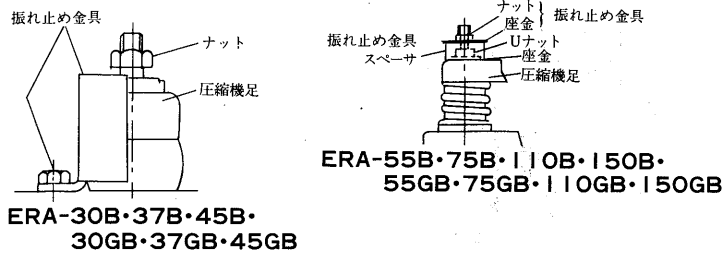 振れ止め金具
ナット
圧縮機足
ERA-30B・37B・45B・
30GB・37GB・45GB
ナット
座金
振れ止め金具
振れ止め金具
スペーサ
Uナット
座金
圧縮機足
ERA-55B・75B・110B・150B・
55GB・75GB・110GB・150GB